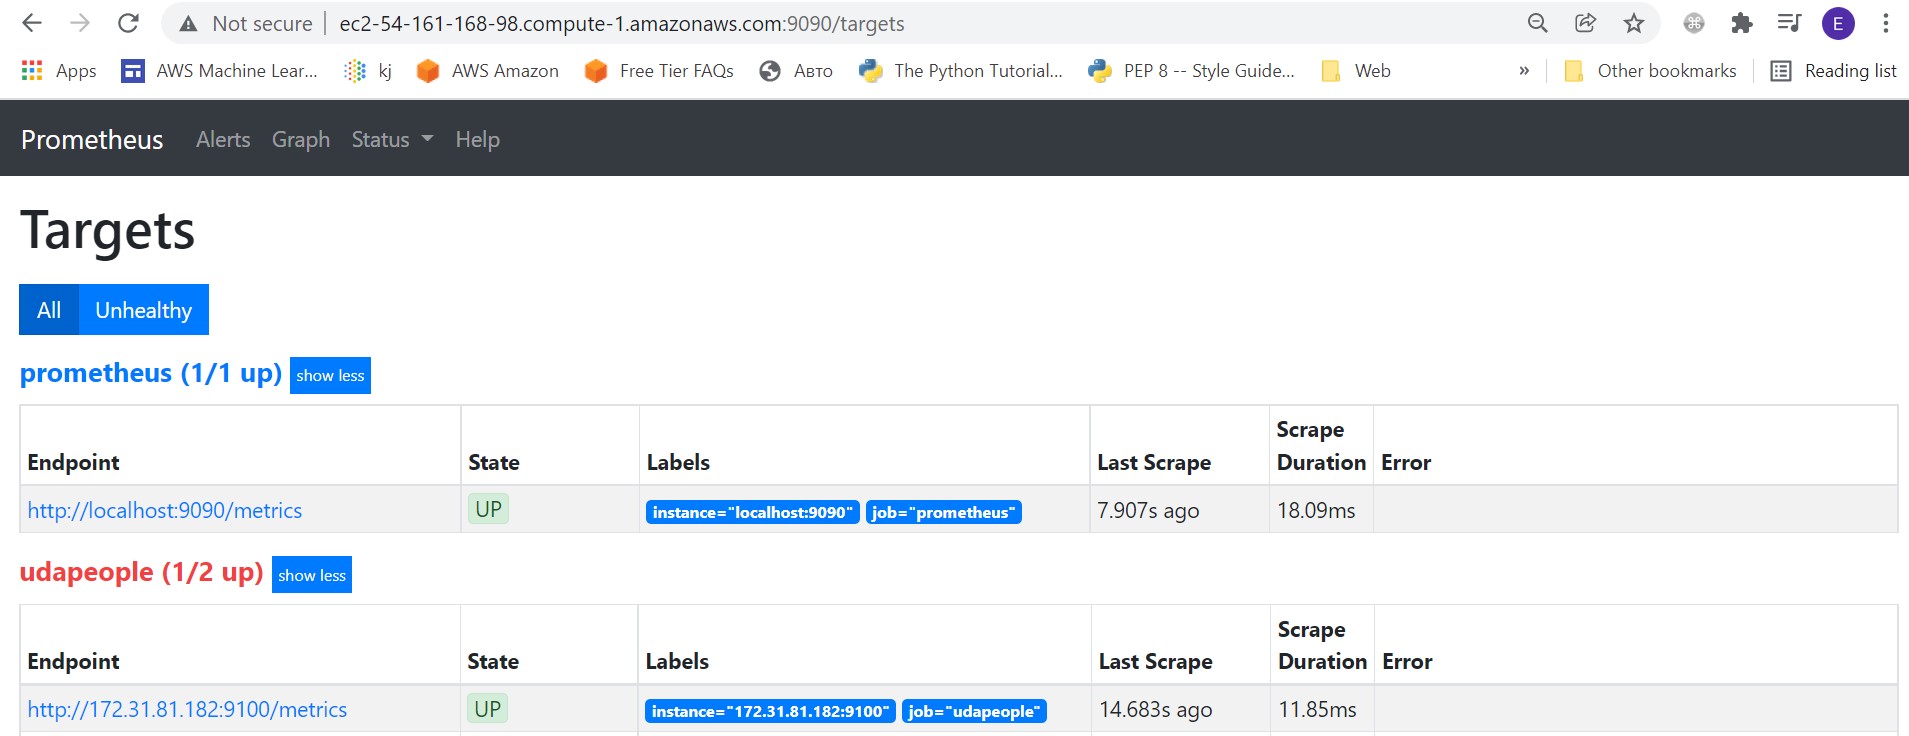 Not secure ec2-54-161-168-98.compute-1.amazonaws.com:9090/targets E
Apps AWS Machine Lear... kj AWS Amazon Free Tier FAQs Авто The Python Tutorial... PEP 8 -- Style Guide... Web » Other bookmarks Reading list
Prometheus Alerts Graph Status Help
Targets
All Unhealthy
prometheus (1/1 up) show less
Endpoint State Labels Last Scrape Scrape Duration Error
http://localhost:9090/metrics UP instance="localhost:9090" job="prometheus" 7.907s ago 18.09ms
udapeople (1/2 up) show less
Endpoint State Labels Last Scrape Scrape Duration Error
http://172.31.81.182:9100/metrics UP instance="172.31.81.182:9100" job="udapeople" 14.683s ago 11.85ms